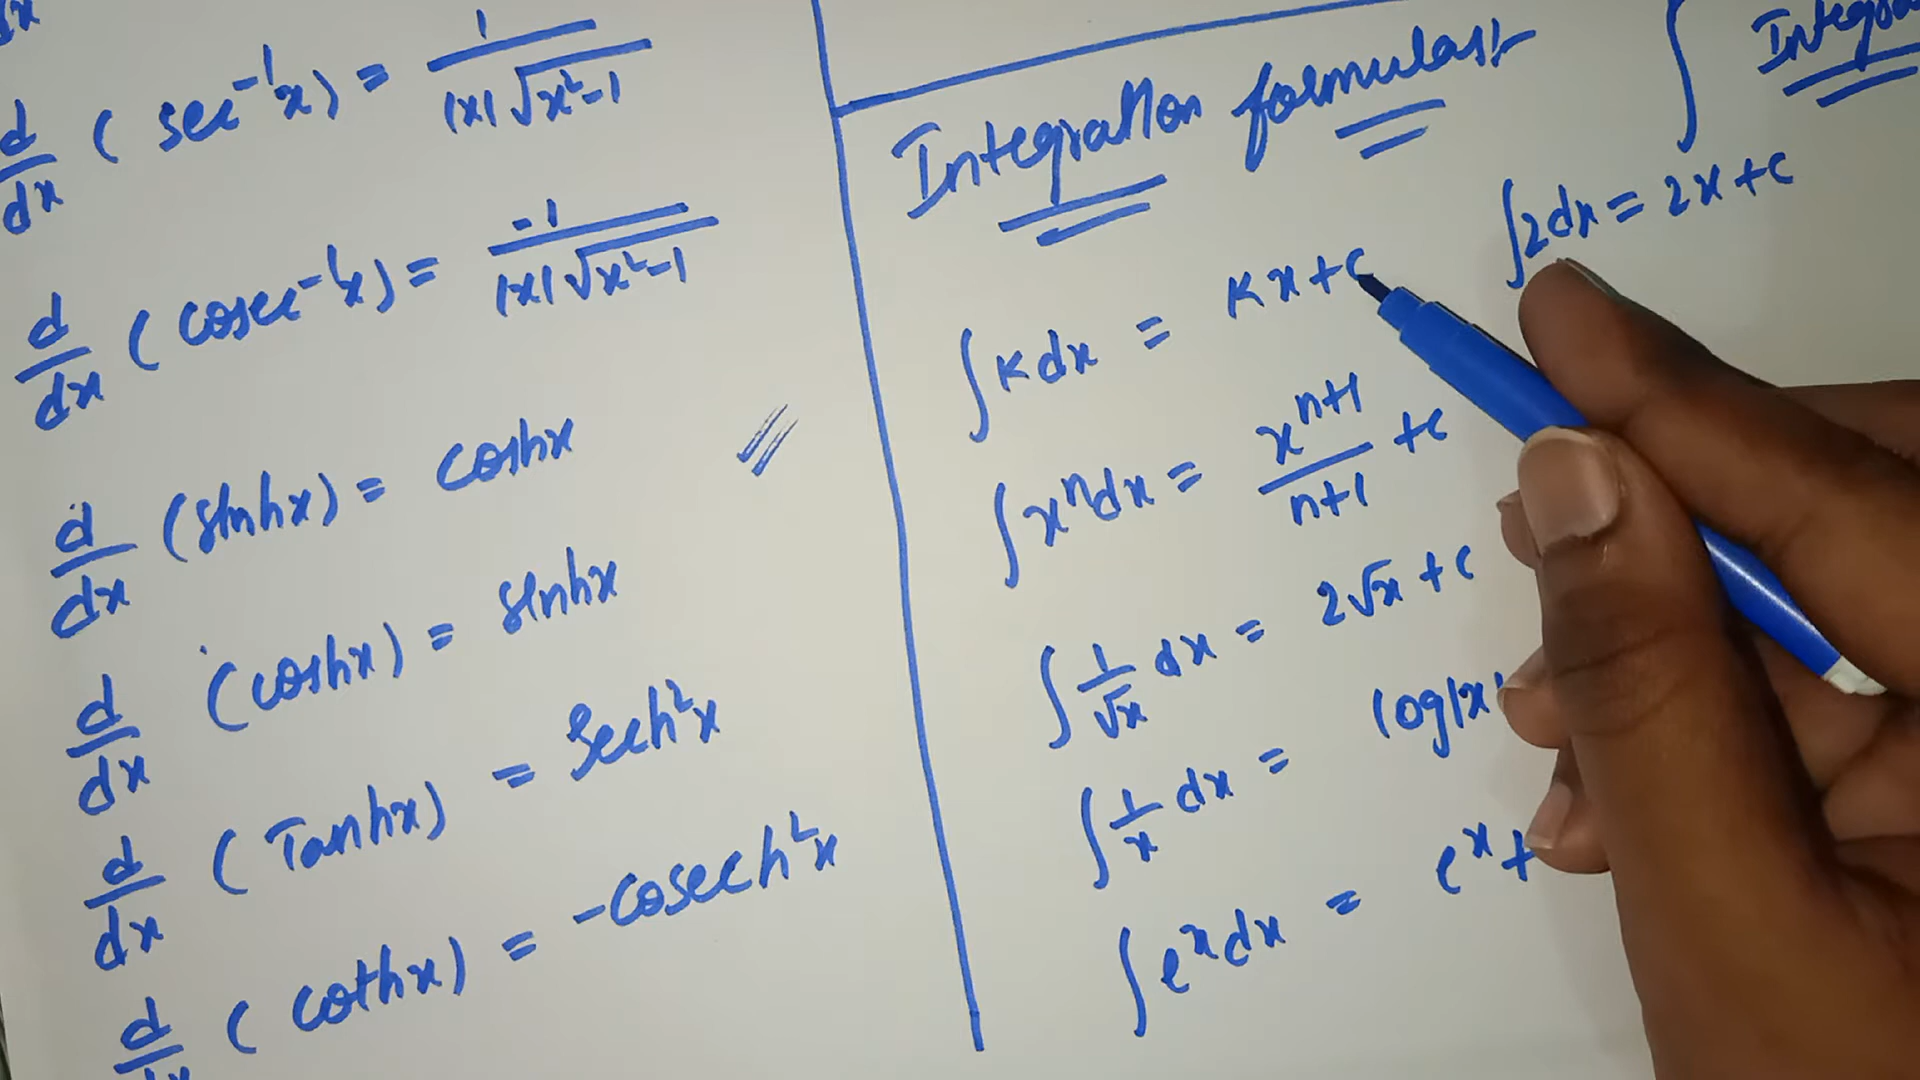 dx
d/dx (sec⁻¹x) = 1/|x|√x²-1
d/dx (cosec⁻¹x) = -1/|x|√x²-1
d/dx (sinhx) = coshx
d/dx (coshx) = sinhx
d/dx (Tanhx) = Sech²x
d/dx (cothx) = -cosech²x
Integration formulas:
∫kdx = kx+c
∫2dx = 2x+c
∫xⁿdx = xⁿ⁺¹/n+1 +c
∫1/√x dx = 2√x+c
∫1/x dx = log|x|
∫eˣdx = eˣ+
∫